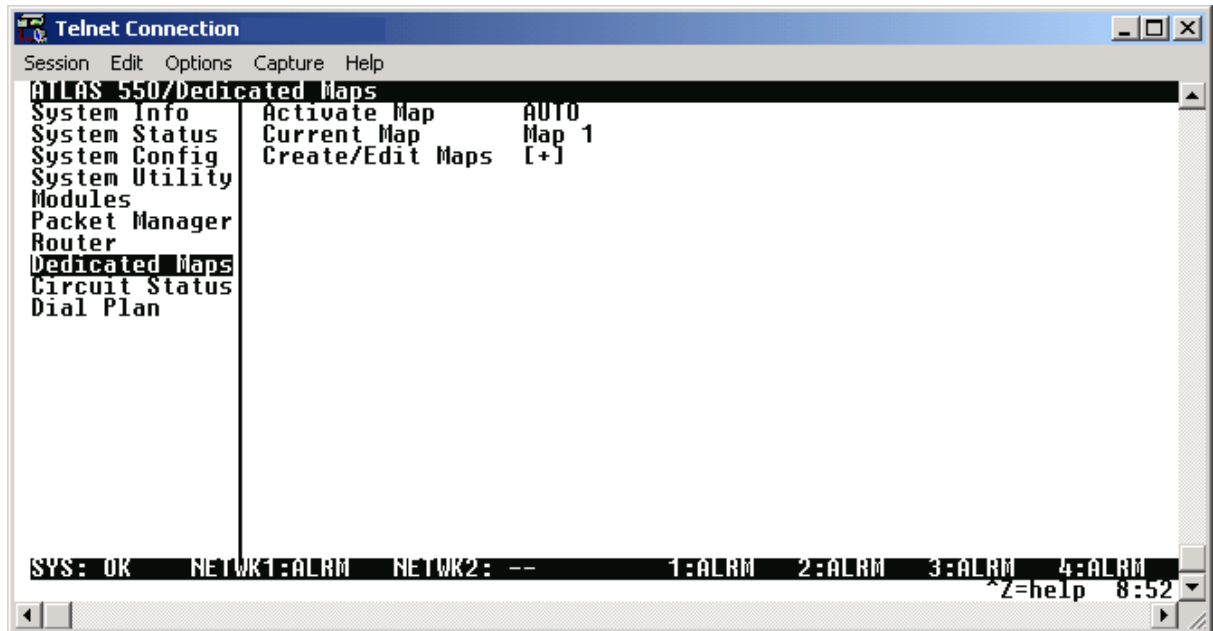 Telnet Connection
Session Edit Options Capture Help
ATLAS 550/Dedicated Maps
System Info Activate Map AUTO
System Status Current Map Map 1
System Config Create/Edit Maps [+]
System Utility
Modules
Packet Manager
Router
Dedicated Maps
Circuit Status
Dial Plan
SYS: OK NETWK1:ALRM NETWK2: -- 1:ALRM 2:ALRM 3:ALRM 4:ALRM
^Z=help 8:52